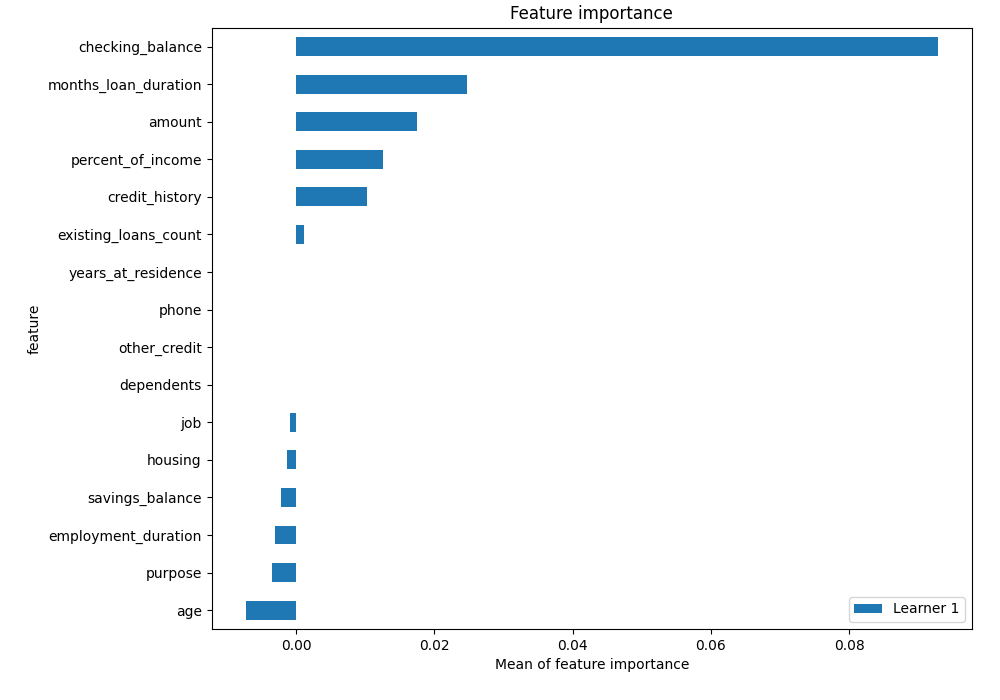 Feature importance
checking_balance
months_loan_duration
amount
percent_of_income
credit_history
existing_loans_count
years_at_residence
phone
other_credit
dependents
job
housing
savings_balance
employment_duration
purpose
age
feature
Learner 1
0.00 0.02 0.04 0.06 0.08
Mean of feature importance